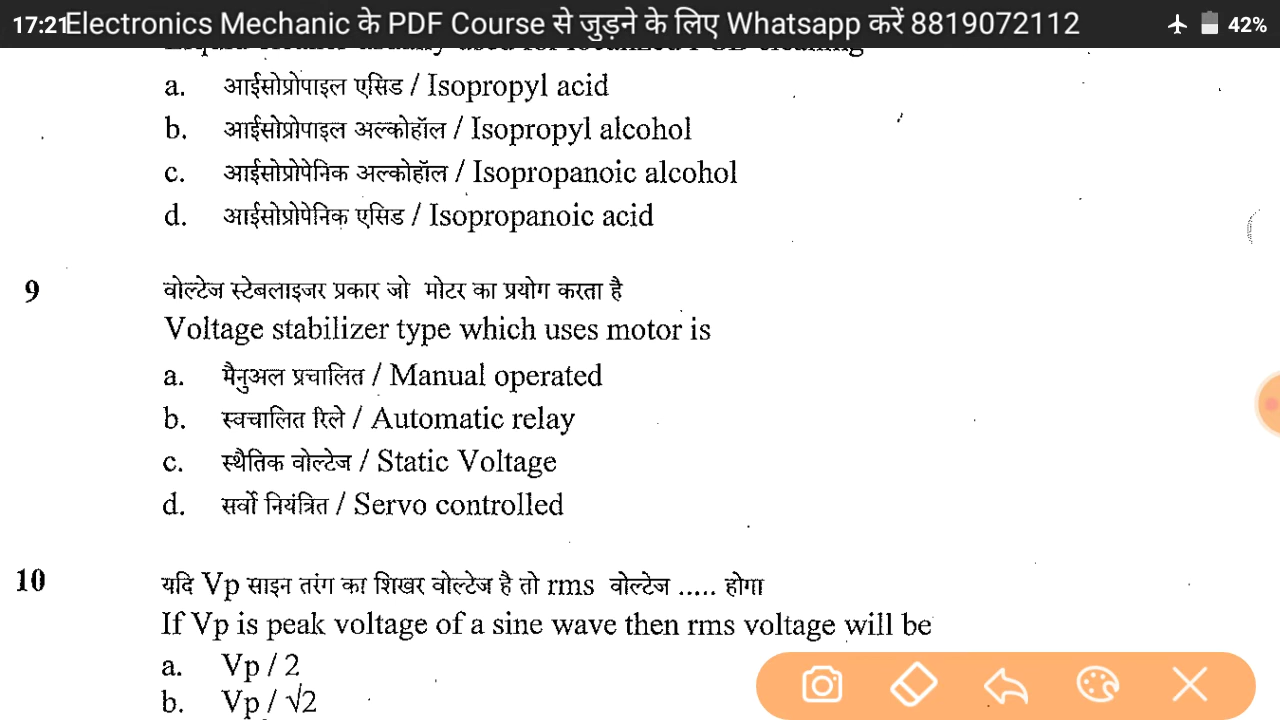 17:21Electronics Mechanic के PDF Course से जुड़ने के लिए Whatsapp करें 8819072112 42%
a. आईसोप्रोपाइल एसिड / Isopropyl acid
b. आईसोप्रोपाइल अल्कोहॉल / Isopropyl alcohol
c. आईसोप्रोपेनिक अल्कोहॉल / Isopropanoic alcohol
d. आईसोप्रोपेनिक एसिड / Isopropanoic acid
9 वोल्टेज स्टेबलाइजर प्रकार जो मोटर का प्रयोग करता है
Voltage stabilizer type which uses motor is
a. मैनुअल प्रचालित / Manual operated
b. स्वचालित रिले / Automatic relay
c. स्थैतिक वोल्टेज / Static Voltage
d. सर्वो नियंत्रित / Servo controlled
10 यदि Vp साइन तरंग का शिखर वोल्टेज है तो rms वोल्टेज ..... होगा
If Vp is peak voltage of a sine wave then rms voltage will be
a. Vp / 2
b. Vp / √2